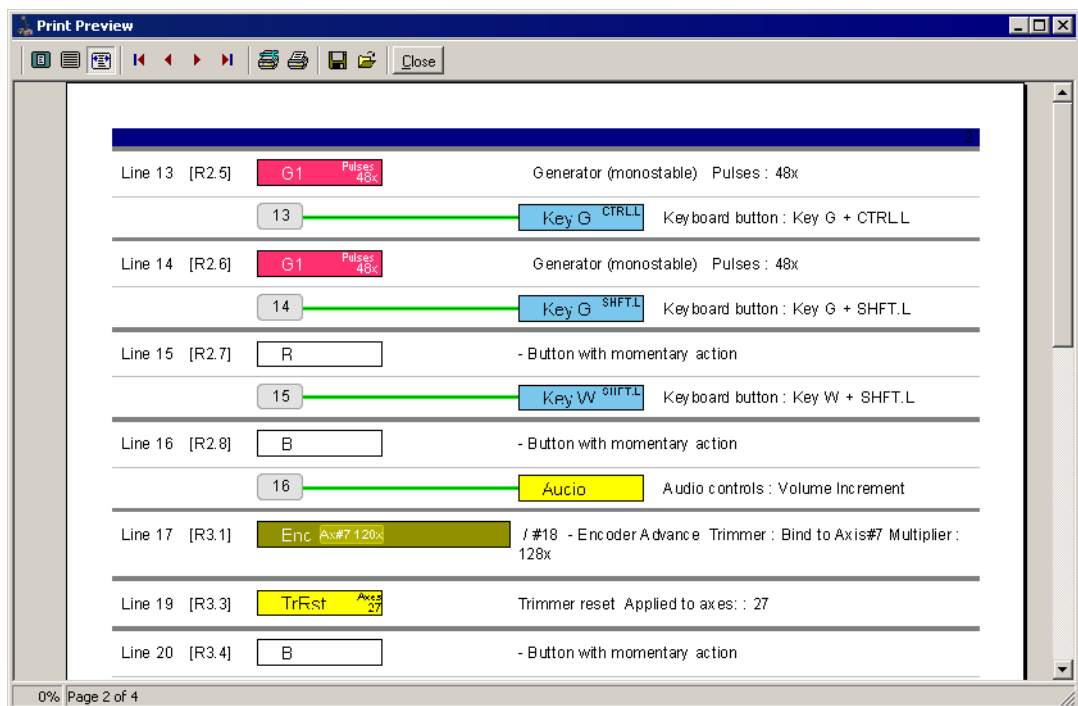 Print Preview
Close
2
Line 13 [R2.5] G1 Pulses 48x Generator (monostable) Pulses : 48x
13 Key G CTRL.L Keyboard button : Key G + CTRL.L
Line 14 [R2.6] G1 Pulses 48x Generator (monostable) Pulses : 48x
14 Key G SHFT.L Keyboard button : Key G + SHFT.L
Line 15 [R2.7] R - Button with momentary action
15 Key W SHFT.L Keyboard button : Key W + SHFT.L
Line 16 [R2.8] B - Button with momentary action
16 Aucio Audio controls : Volume Increment
Line 17 [R3.1] Enc Ax#7 120x / #18 - Encoder Advance Trimmer : Bind to Axis#7 Multiplier :
128x
Line 19 [R3.3] TrRst Axes 27 Trimmer reset Applied to axes: : 27
Line 20 [R3.4] B - Button with momentary action
0% Page 2 of 4